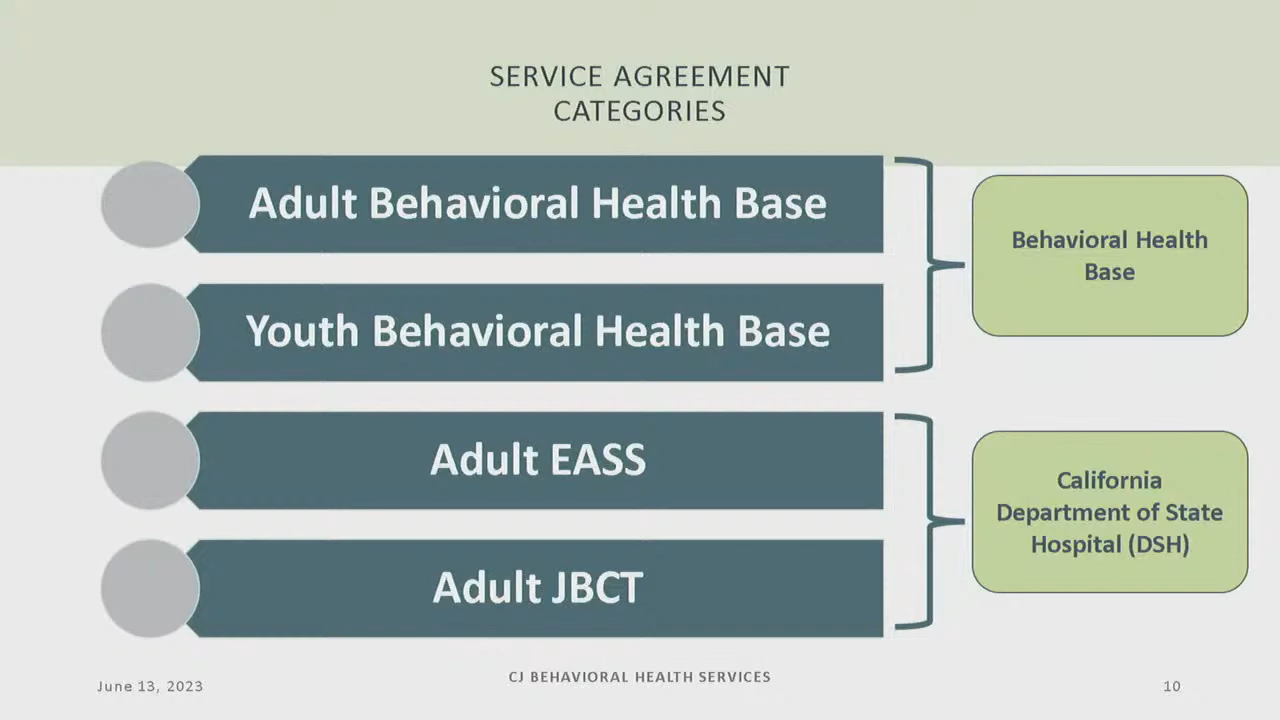 SERVICE AGREEMENT
CATEGORIES
Adult Behavioral Health Base
Youth Behavioral Health Base
Adult EASS
Adult JBCT
Behavioral Health
Base
California
Department of State
Hospital (DSH)
June 13, 2023
CJ BEHAVIORAL HEALTH SERVICES
10